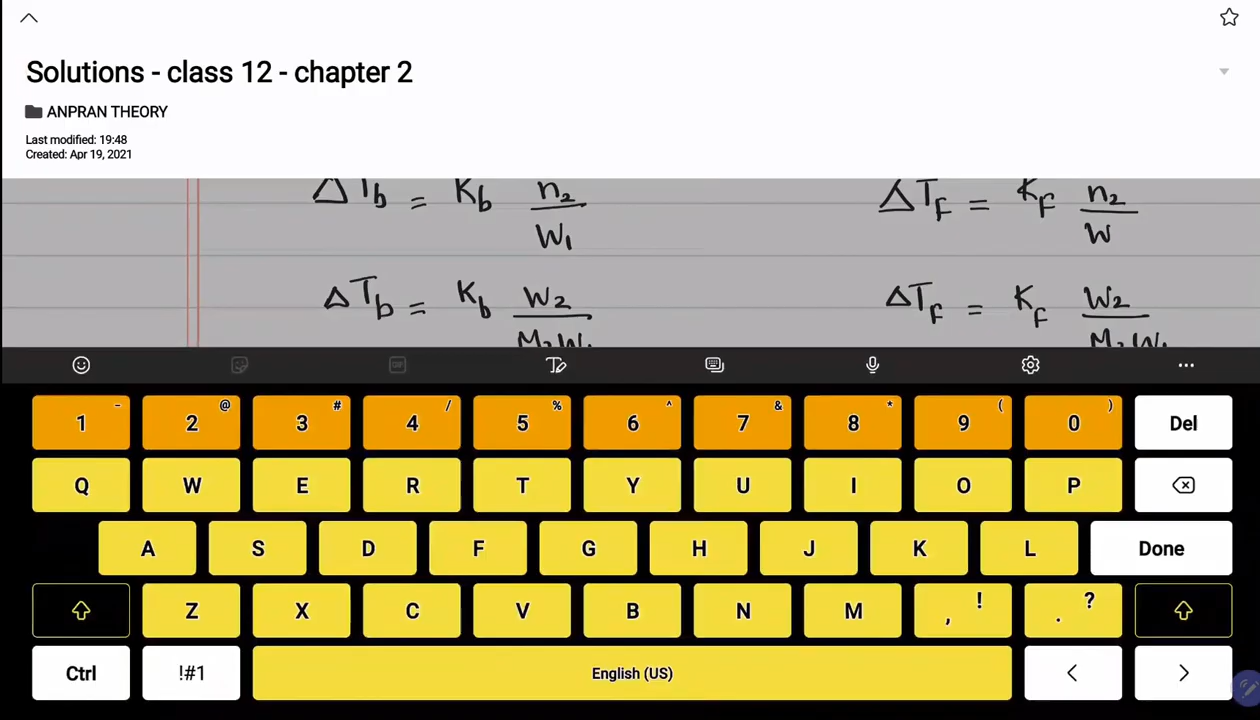 Solutions - class 12 - chapter 2
ANPRAN THEORY
Last modified: 19:48
Created: Apr 19, 2021
ΔTb = Kb n2/W1
ΔTF = KF n2/W
ΔTb = Kb W2/M2W1
ΔTF = KF W2/M2W1
1 - 2 @ 3 # 4 / 5 % 6 ^ 7 & 8 * 9 ( 0 ) Del
Q W E R T Y U I O P
A S D F G H J K L Done
Z X C V B N M , ! . ?
Ctrl !#1 English (US) < >